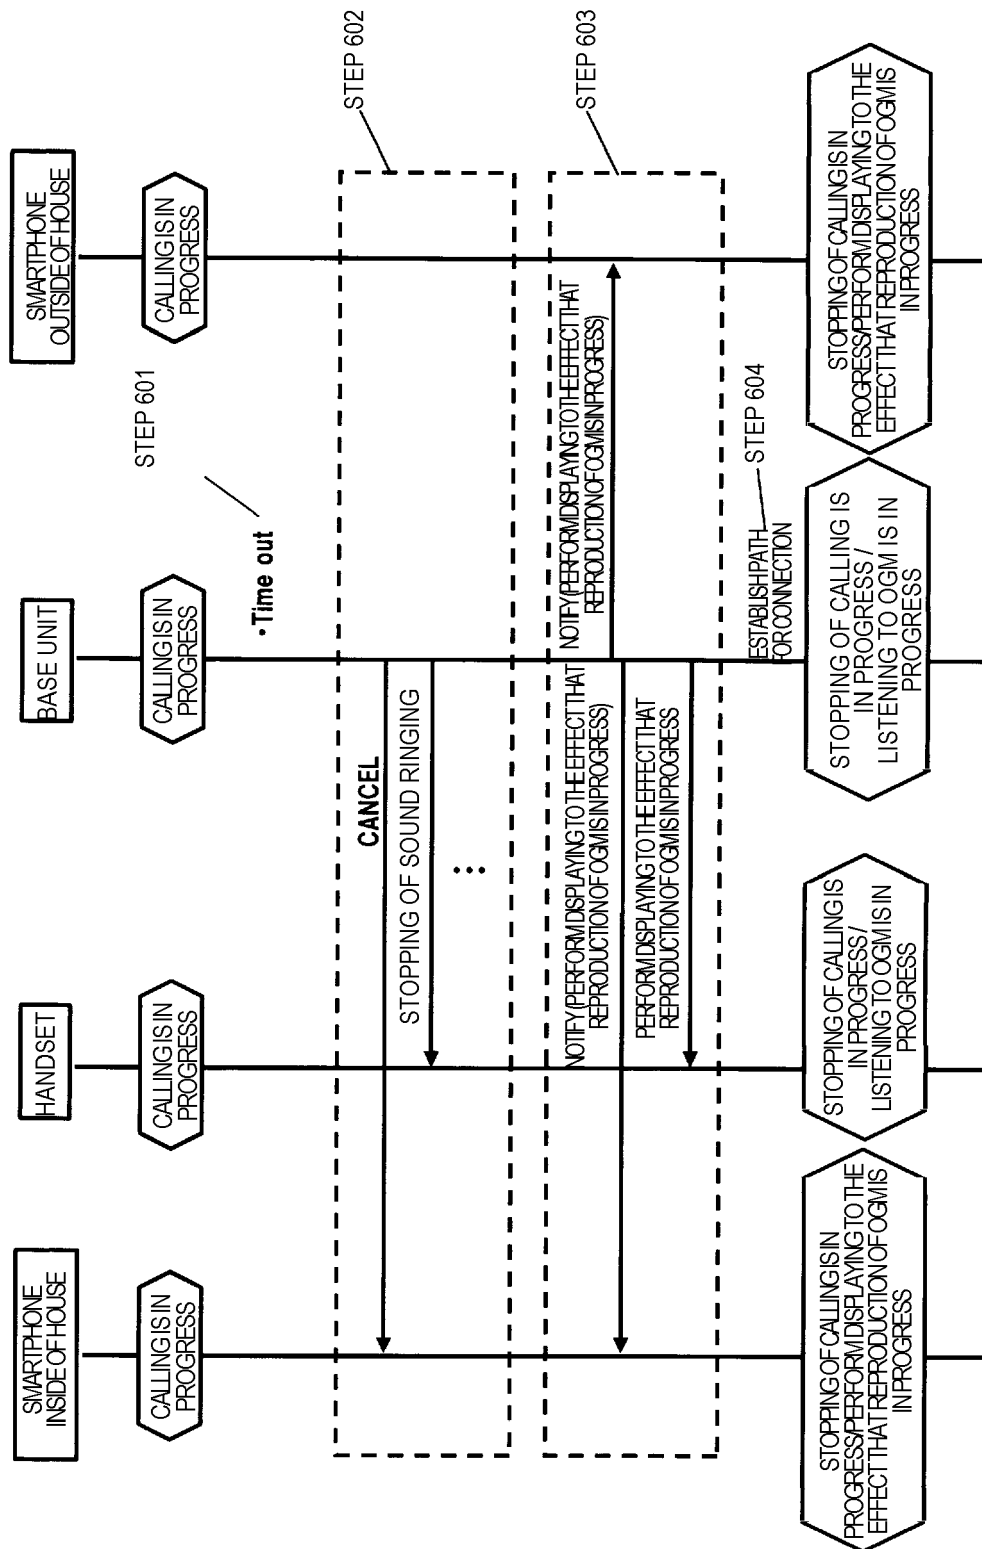 SMARTPHONE
INSIDE OF HOUSE
HANDSET
BASE UNIT
SMARTPHONE
OUTSIDE OF HOUSE
CALLING IS IN
PROGRESS
CALLING IS IN
PROGRESS
CALLING IS IN
PROGRESS
CALLING IS IN
PROGRESS
STEP 601
•Time out
STEP 602
CANCEL
STOPPING OF SOUND RINGING
...
STEP 603
NOTIFY (PERFORM DISPLAYING TO THE EFFECT THAT
REPRODUCTION OF OGM IS IN PROGRESS)
NOTIFY (PERFORM DISPLAYING TO THE EFFECT THAT
REPRODUCTION OF OGM IS IN PROGRESS)
PERFORM DISPLAYING TO THE EFFECT THAT
REPRODUCTION OF OGM IS IN PROGRESS
ESTABLISH PATH
FOR CONNECTION
STEP 604
STOPPING OF CALLING IS IN
PROGRESS/PERFORM DISPLAYING TO THE
EFFECT THAT REPRODUCTION OF OGM IS
IN PROGRESS
STOPPING OF CALLING IS
IN PROGRESS /
LISTENING TO OGM IS IN
PROGRESS
STOPPING OF CALLING IS
IN PROGRESS /
LISTENING TO OGM IS IN
PROGRESS
STOPPING OF CALLING IS IN
PROGRESS/PERFORM DISPLAYING TO THE
EFFECT THAT REPRODUCTION OF OGM IS
IN PROGRESS